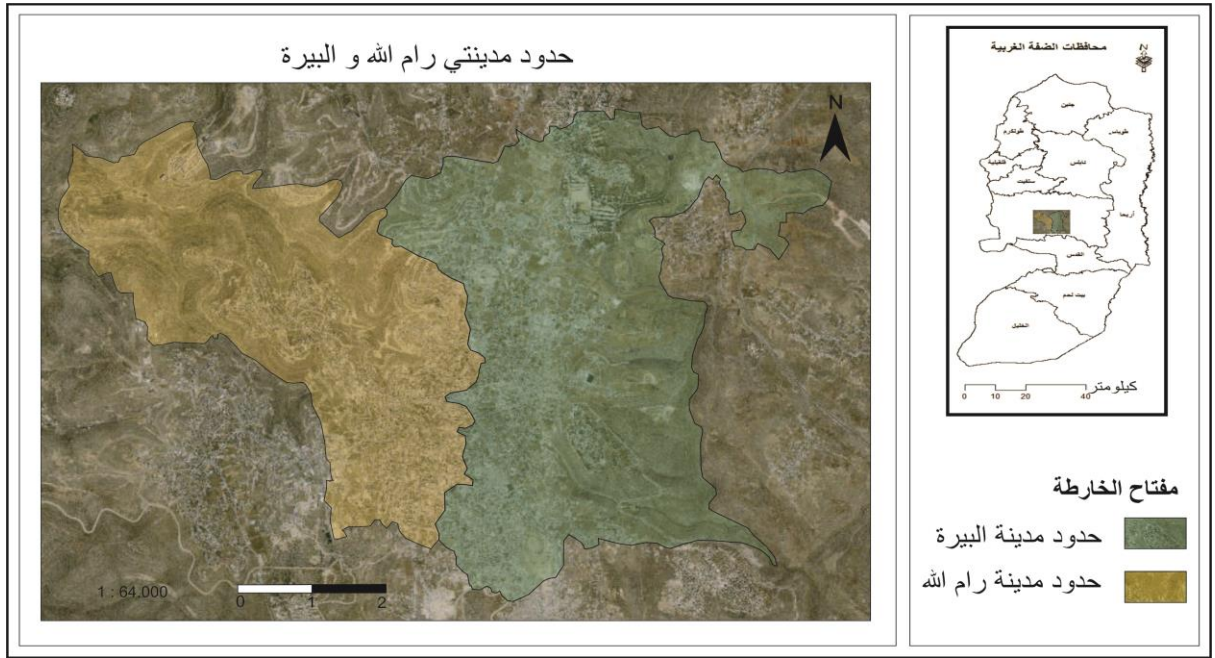 حدود مدينتي رام الله و البيرة
N
1 : 64.000
0 1 2
محافظات الضفة الغربية
N
جنين
طوباس
طولكرم
نابلس
قلقيلية
سلفيت
أريحا
القدس
بيت لحم
الخليل
كيلومتر
0 10 20 40
مفتاح الخارطة
حدود مدينة البيرة
حدود مدينة رام الله